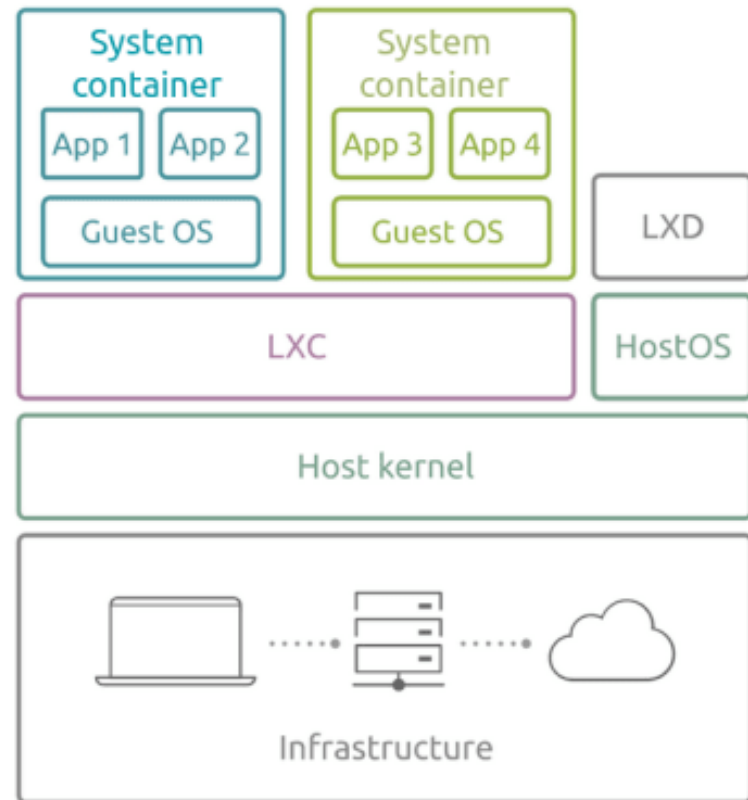 System
container
App 1
App 2
Guest OS
System
container
App 3
App 4
Guest OS
LXD
LXC
HostOS
Host kernel
Infrastructure